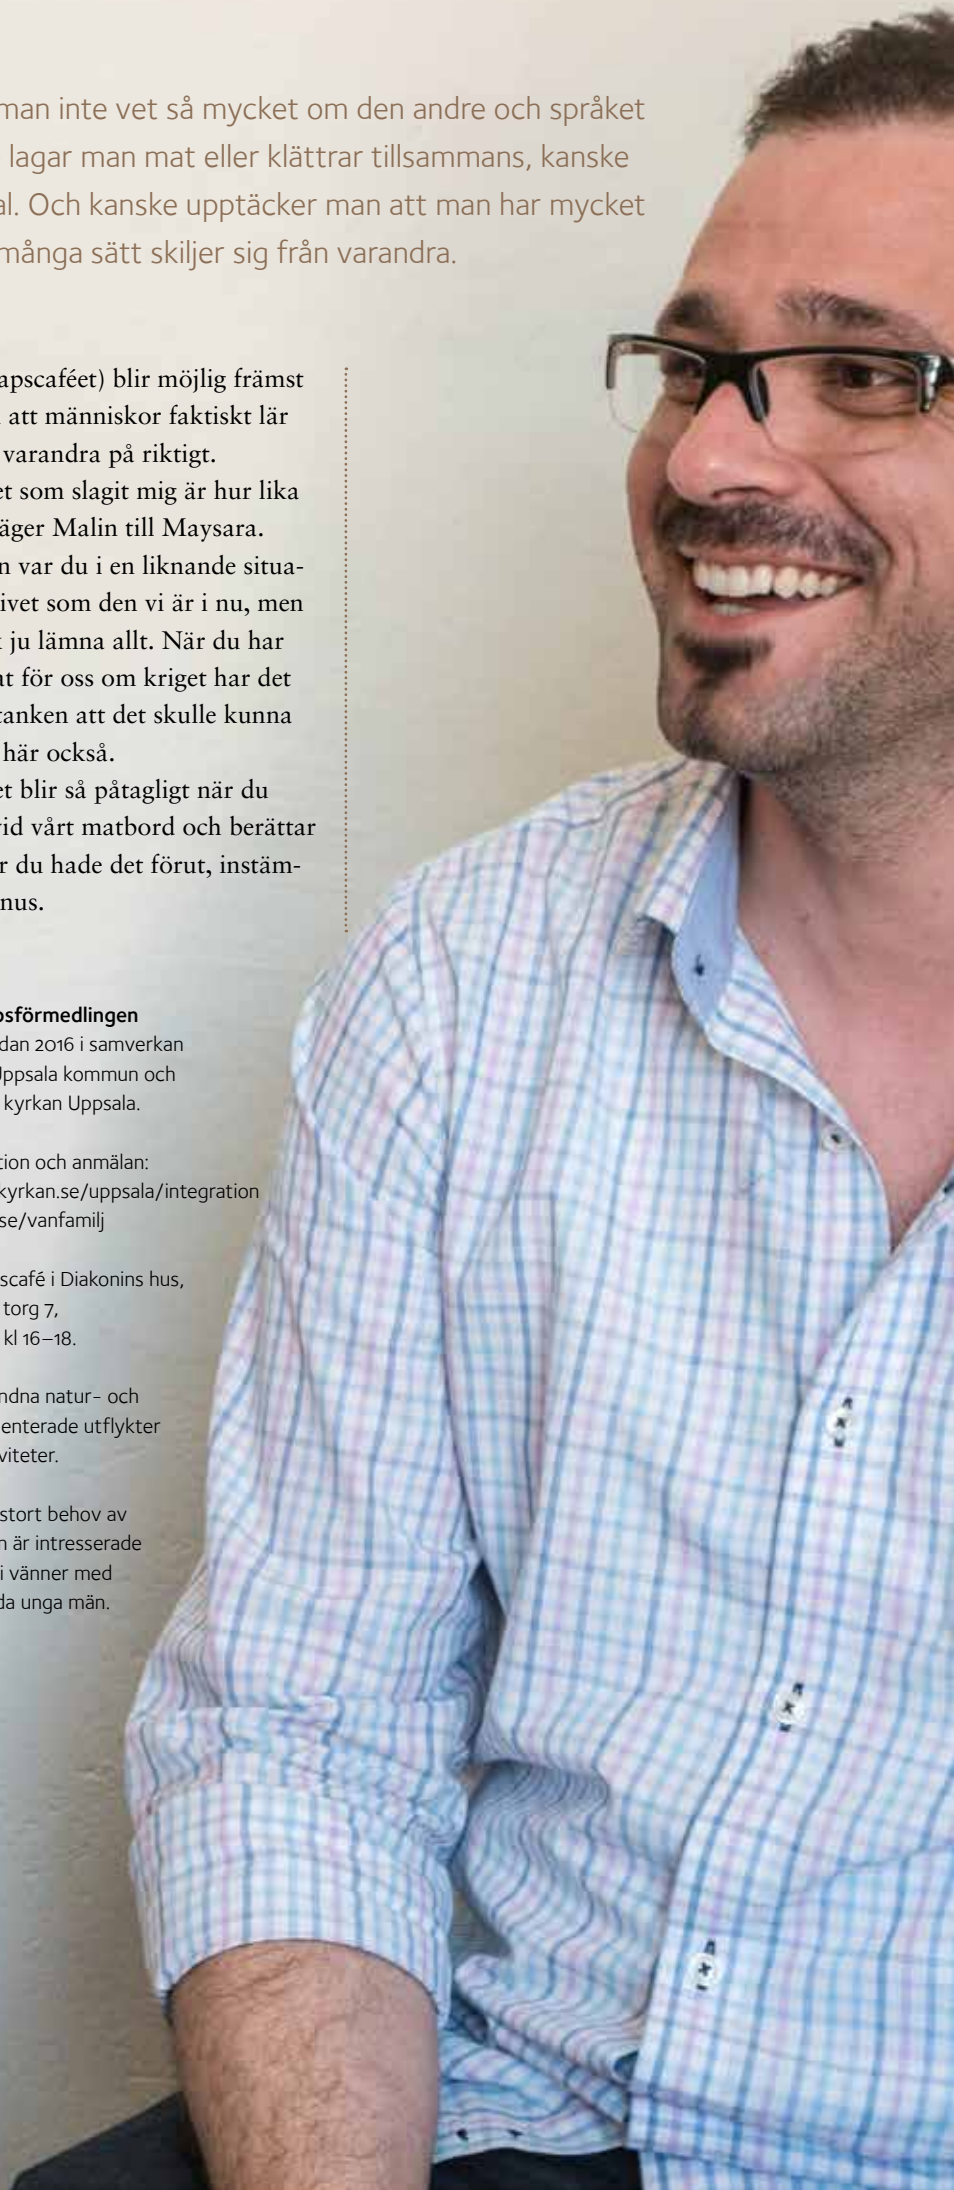 man inte vet så mycket om den andre och språket
lagar man mat eller klättrar tillsammans, kanske
al. Och kanske upptäcker man att man har mycket
många sätt skiljer sig från varandra.
apscaféet) blir möjlig främst
att människor faktiskt lär
varandra på riktigt.
et som slagit mig är hur lika
äger Malin till Maysara.
n var du i en liknande situa-
ivet som den vi är i nu, men
k ju lämna allt. När du har
at för oss om kriget har det
tanken att det skulle kunna
här också.
et blir så påtagligt när du
vid vårt matbord och berättar
r du hade det förut, instäm-
nus.
psförmedlingen
dan 2016 i samverkan
Uppsala kommun och
kyrkan Uppsala.
tion och anmälan:
kyrkan.se/uppsala/integration
se/vanfamilj
scafé i Diakonins hus,
torg 7,
kl 16–18.
ndna natur- och
enterade utflykter
viteter.
stort behov av
n är intresserade
i vänner med
da unga män.